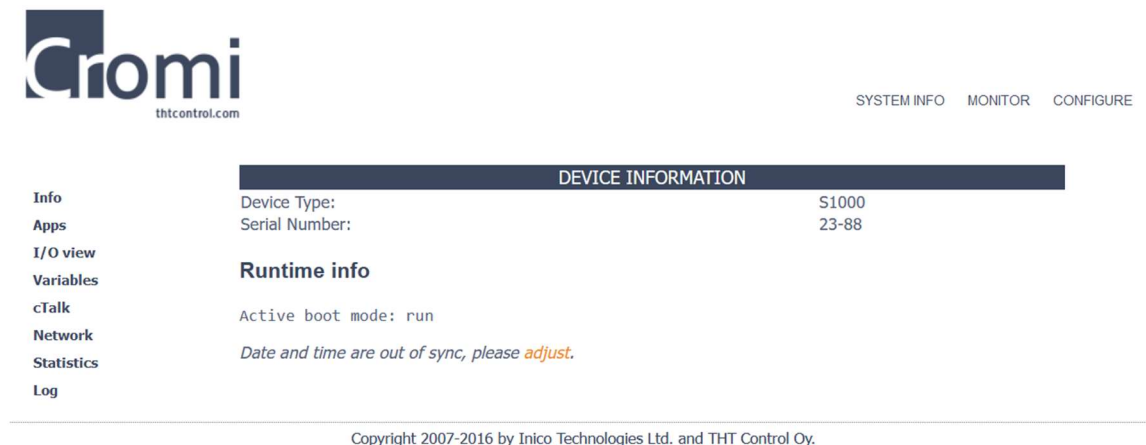 Cromi
thtcontrol.com
SYSTEM INFO MONITOR CONFIGURE
DEVICE INFORMATION
Info
Apps
I/O view
Variables
cTalk
Network
Statistics
Log
Device Type: S1000
Serial Number: 23-88
Runtime info
Active boot mode: run
Date and time are out of sync, please adjust.
Copyright 2007-2016 by Inico Technologies Ltd. and THT Control Oy.